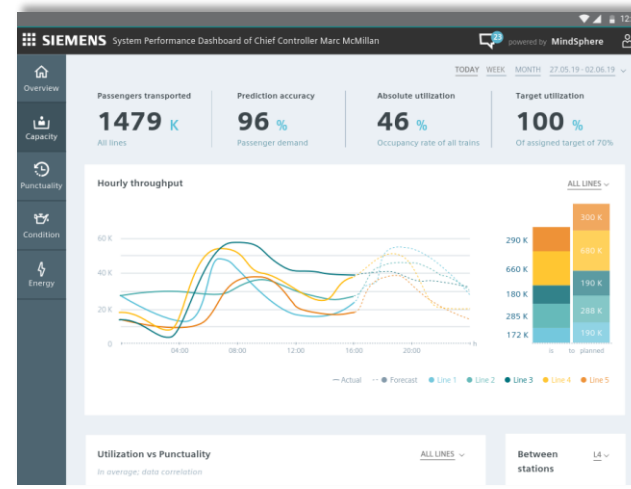 12
SIEMENS System Performance Dashboard of Chief Controller Marc McMillan 23 powered by MindSphere
Overview
Capacity
Punctuality
Condition
Energy
TODAY WEEK MONTH 27.05.19 - 02.06.19
Passengers transported Prediction accuracy Absolute utilization Target utilization
1479 K 96 % 46 % 100 %
All lines Passenger demand Occupancy rate of all trains Of assigned target of 70%
Hourly throughput ALL LINES
60 K
40 K
20 K
0
04:00 08:00 12:00 16:00 20:00 h
Actual Forecast Line 1 Line 2 Line 3 Line 4 Line 5
300 K
290 K
680 K
660 K
190 K
180 K
288 K
285 K
190 K
172 K
is to planned
Utilization vs Punctuality ALL LINES
In average: data correlation
Between stations L4